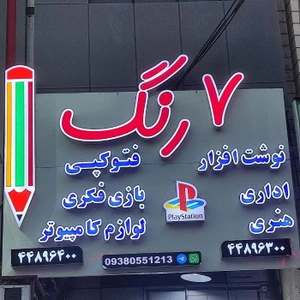 ۷ رنگ
نوشت افزار
اداری
هنری
فتوکپی
بازی فکری
لوازم کامپیوتر
PlayStation
۴۴۸۹۶۳۰۰
۴۴۸۹۶۴۰۰
09380551213